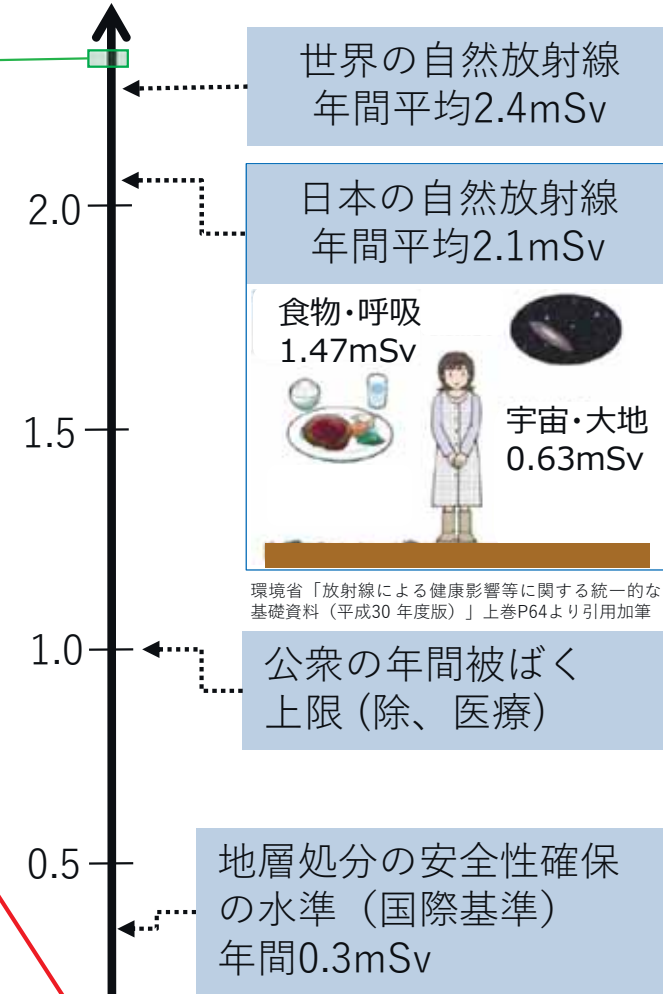 世界の自然放射線
年間平均2.4mSv
2.0
日本の自然放射線
年間平均2.1mSv
食物・呼吸
1.47mSv
宇宙・大地
0.63mSv
1.5
環境省「放射線による健康影響等に関する統一的な
基礎資料（平成30 年度版）」上巻P64より引用加筆
1.0
公衆の年間被ばく
上限 (除、医療)
0.5
地層処分の安全性確保
の水準（国際基準）
年間0.3mSv